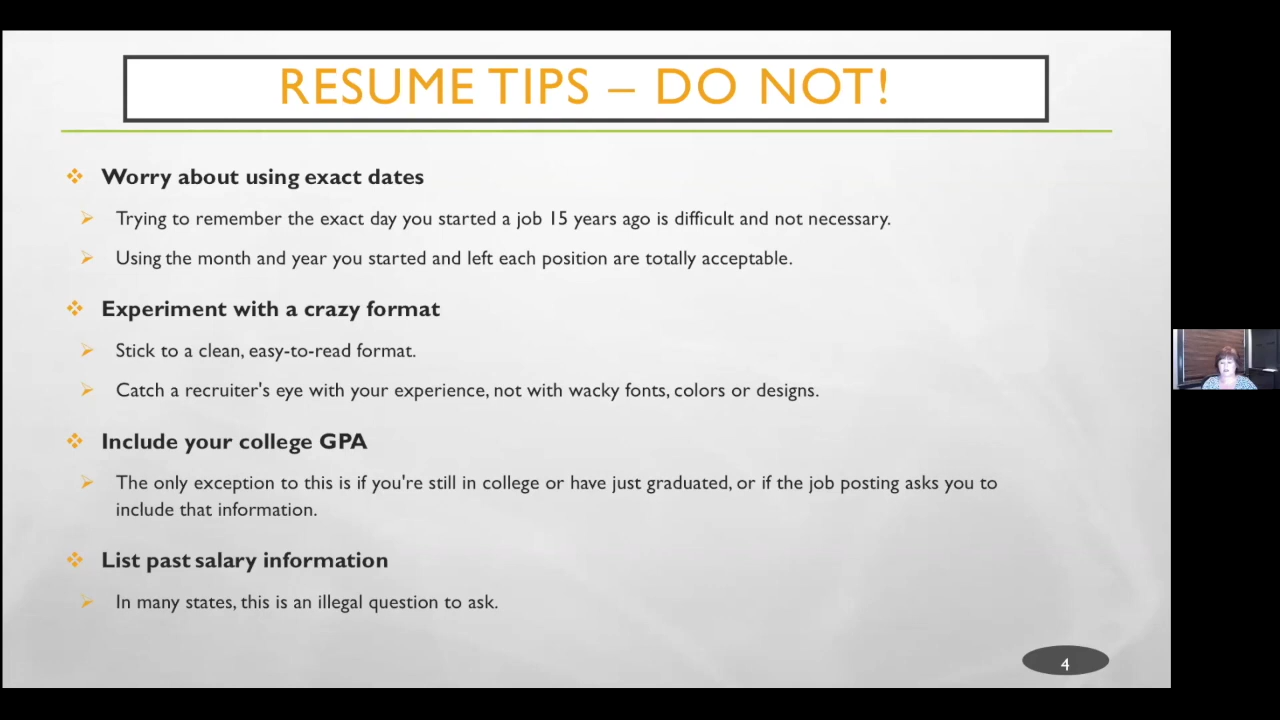 RESUME TIPS – DO NOT!
Worry about using exact dates
Trying to remember the exact day you started a job 15 years ago is difficult and not necessary.
Using the month and year you started and left each position are totally acceptable.
Experiment with a crazy format
Stick to a clean, easy-to-read format.
Catch a recruiter's eye with your experience, not with wacky fonts, colors or designs.
Include your college GPA
The only exception to this is if you're still in college or have just graduated, or if the job posting asks you to
include that information.
List past salary information
In many states, this is an illegal question to ask.
4